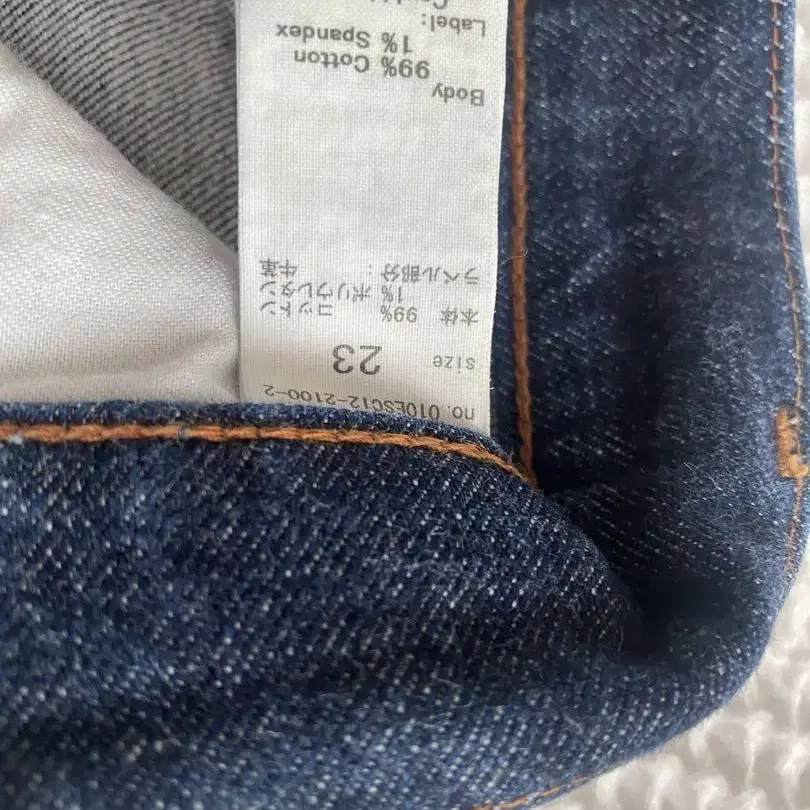 no. 010ESC12-2100-2
size 23
本体 99% コットン
1% ポリウレタン
ラベル部分: 牛革
Body
99% Cotton
1% Spandex
Label: